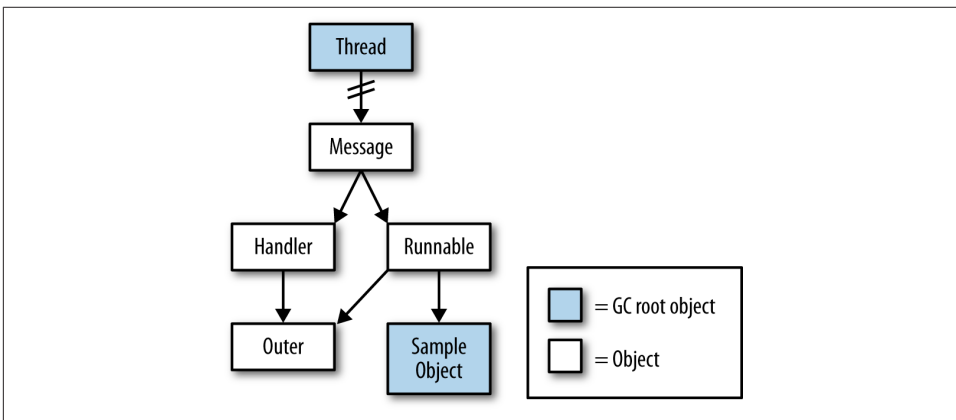 Thread
Message
Handler
Runnable
Outer
Sample
Object
= GC root object
= Object